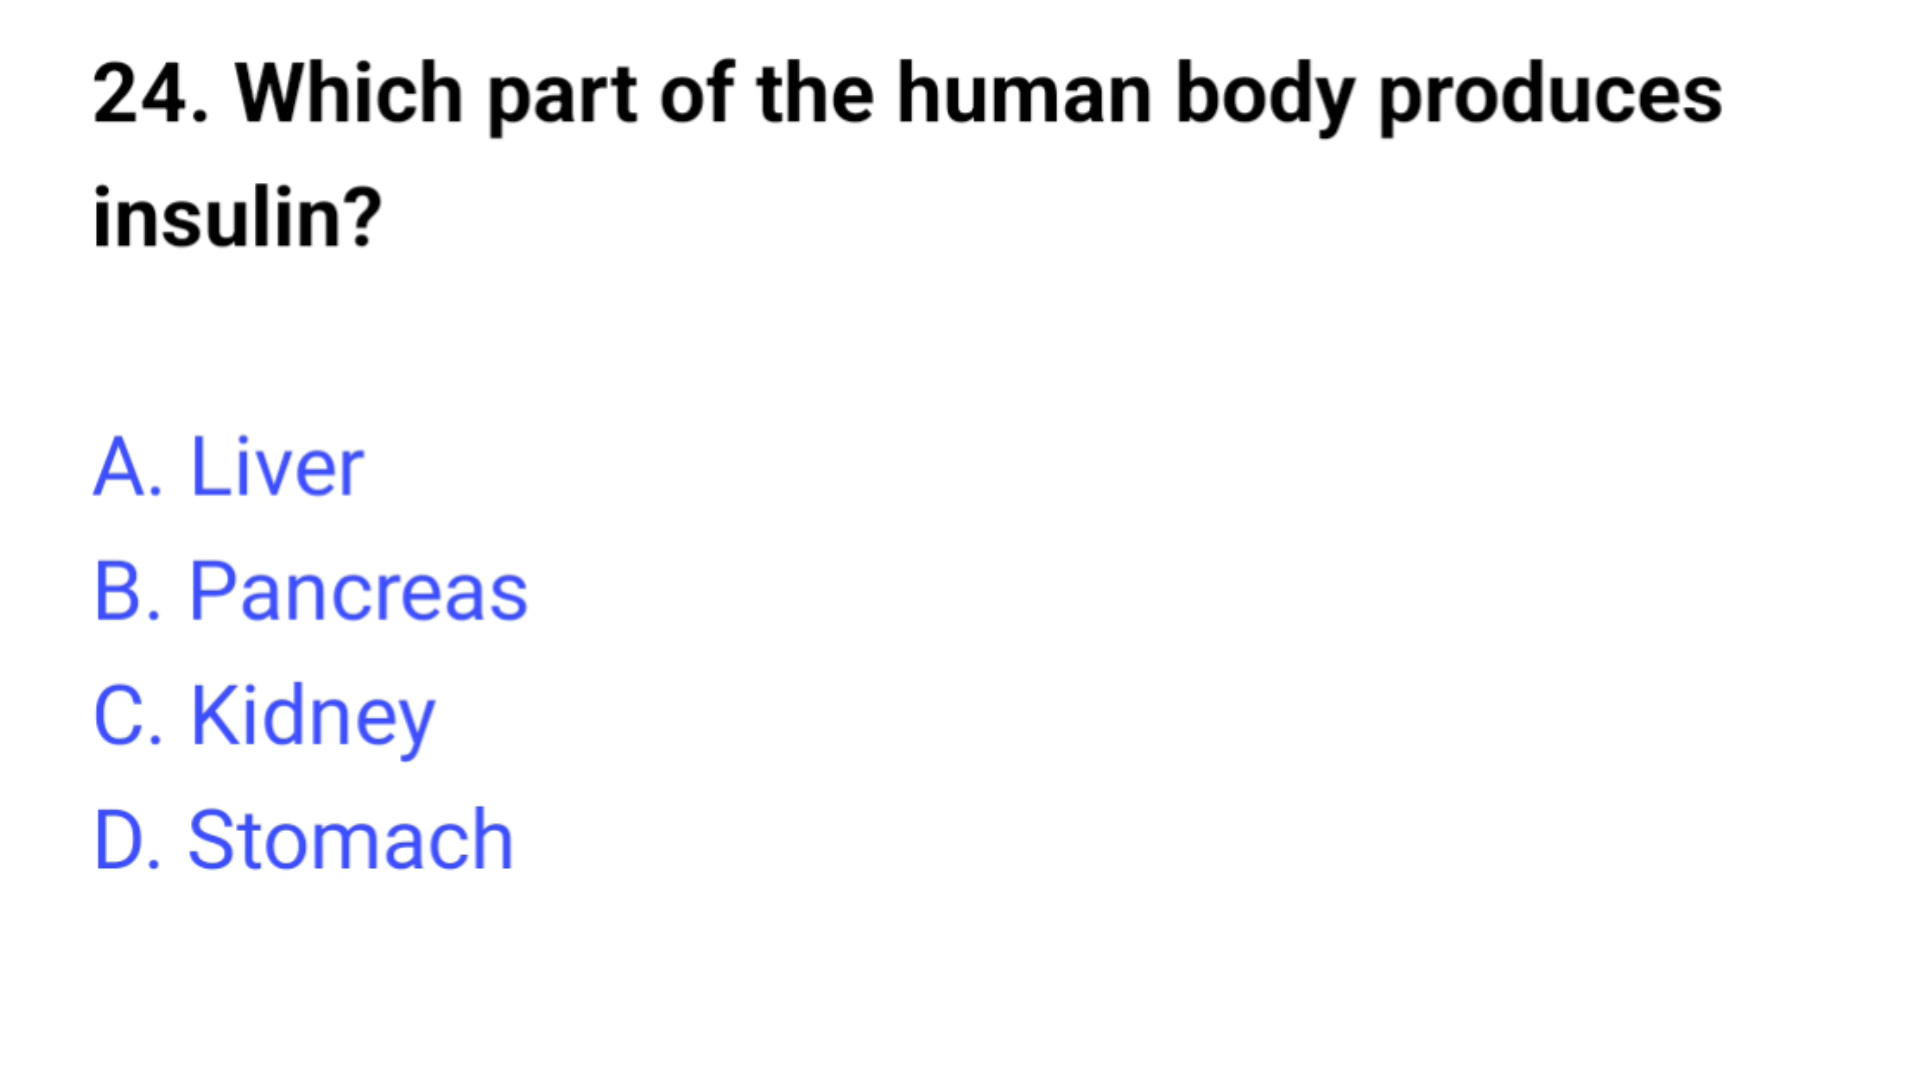 24. Which part of the human body produces
insulin?
A. Liver
B. Pancreas
C. Kidney
D. Stomach